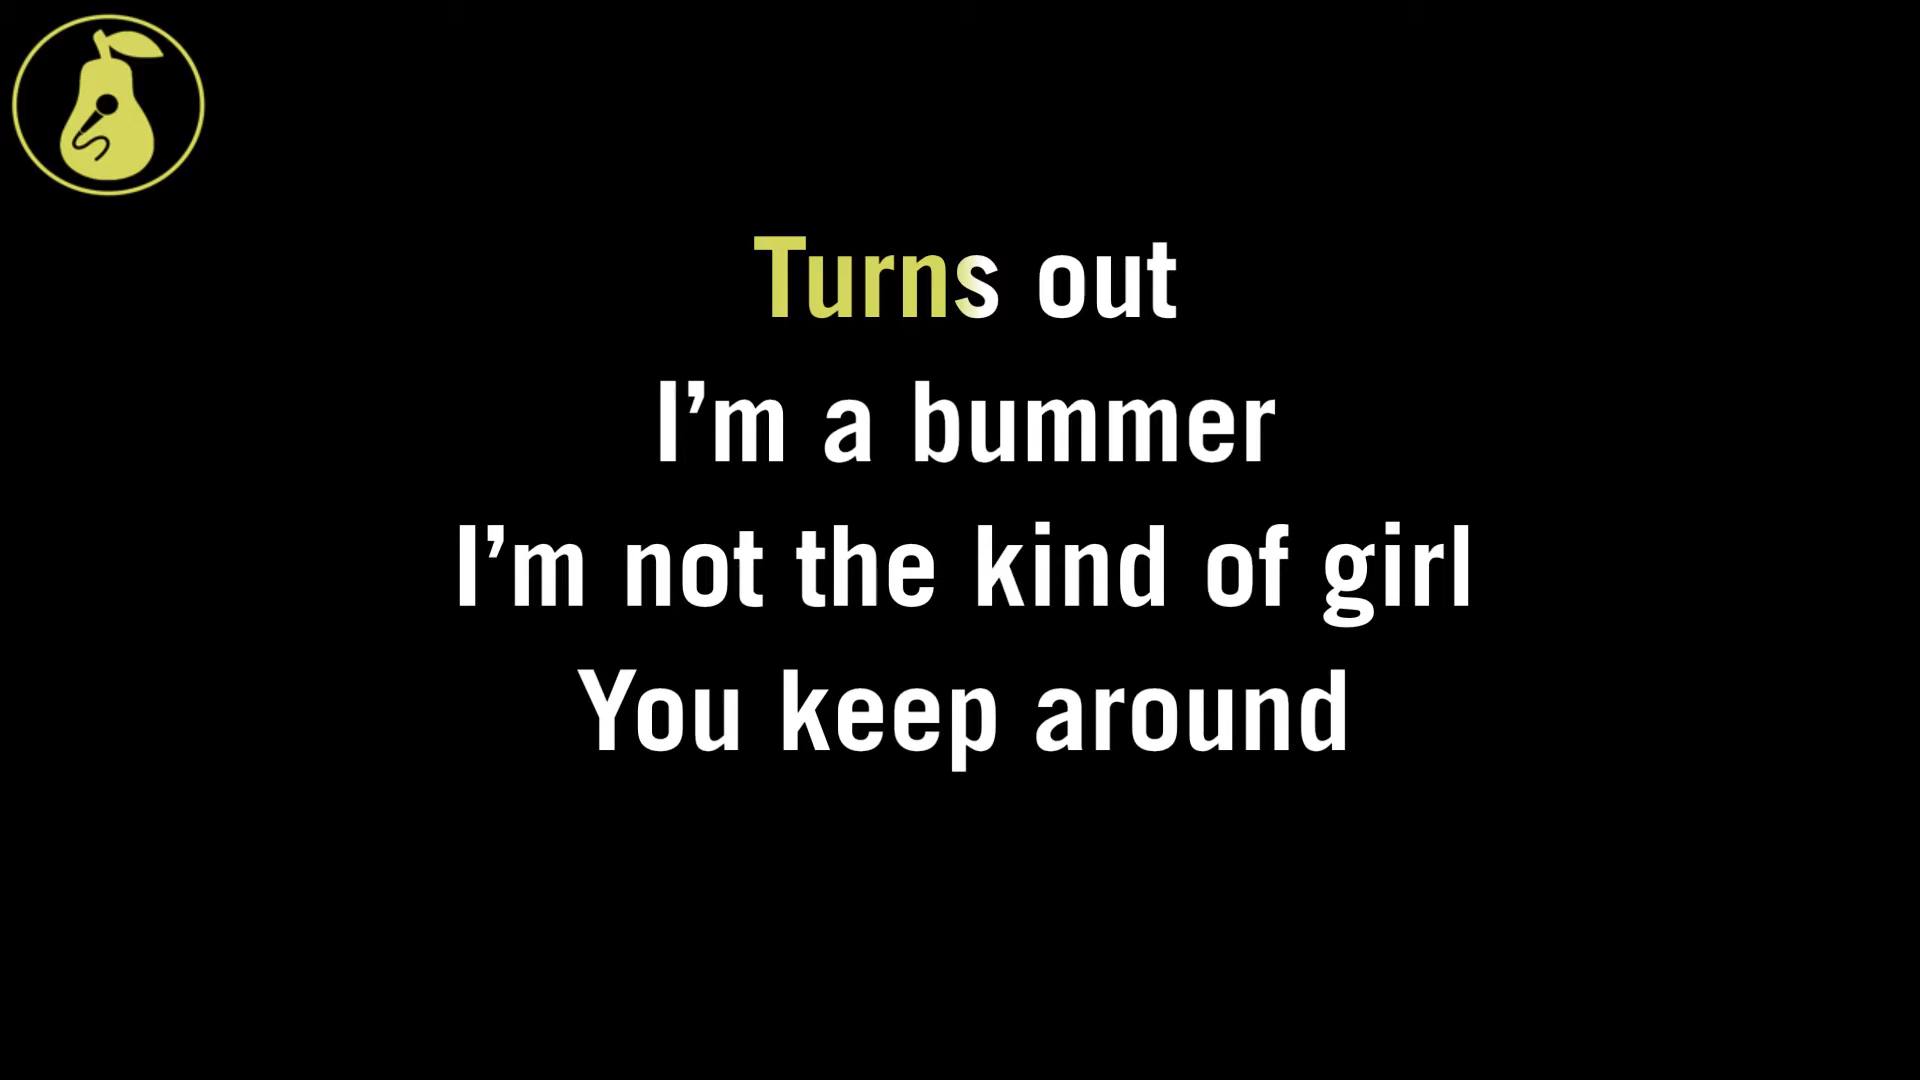 Turns out
I’m a bummer
I’m not the kind of girl
You keep around